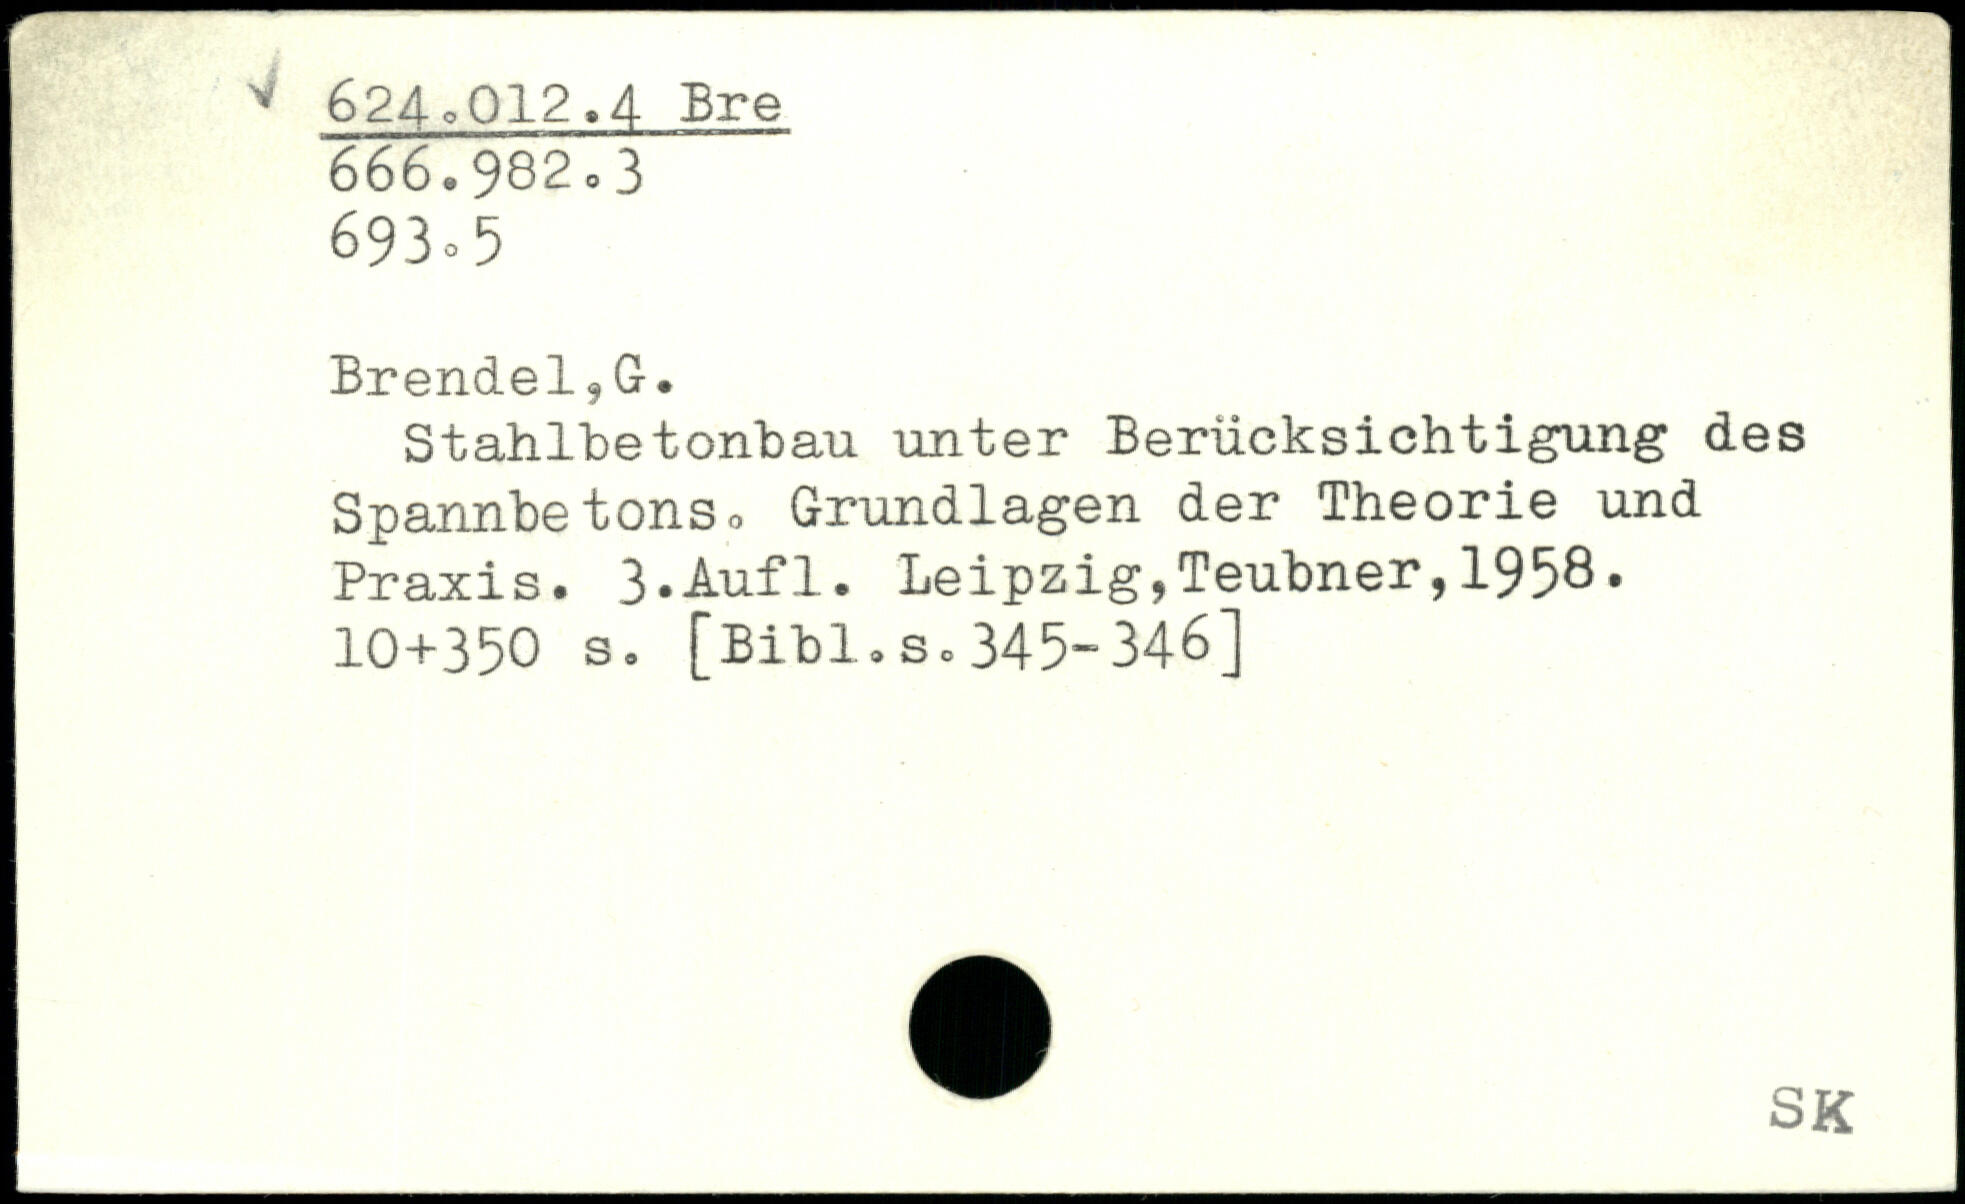 624.012.4 Bre
666.982.3
693.5
Brendel,G.
Stahlbetonbau unter Berücksichtigung des
Spannbetons. Grundlagen der Theorie und
Praxis. 3.Aufl. Leipzig,Teubner,1958.
10+350 s. [Bibl.s.345-346]
SK